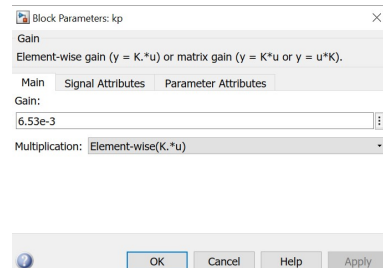 Block Parameters: kp
Gain
Element-wise gain (y = K.*u) or matrix gain (y = K*u or y = u*K).
Main Signal Attributes Parameter Attributes
Gain:
6.53e-3
Multiplication: Element-wise(K.*u)
OK Cancel Help Apply